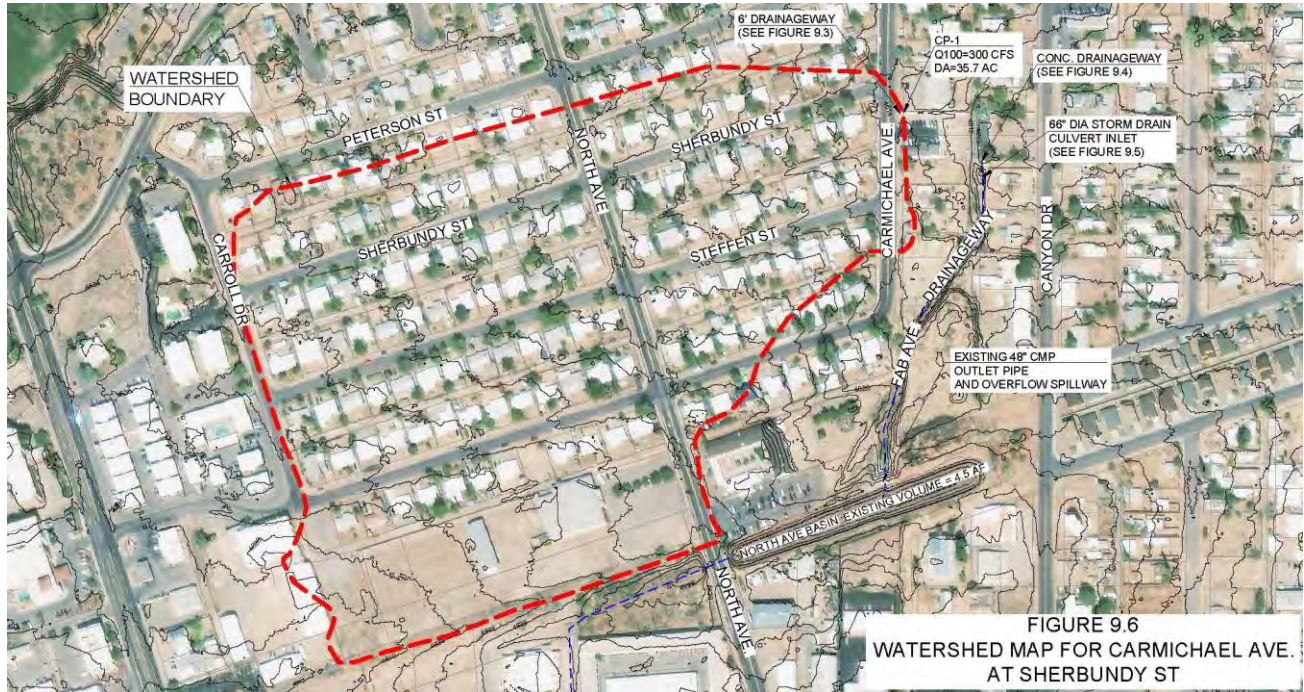 6' DRAINAGEWAY
(SEE FIGURE 9.3)
CP-1
Q100=300 CFS
DA=35.7 AC
CONC. DRAINAGEWAY
(SEE FIGURE 9.4)
66" DIA STORM DRAIN
CULVERT INLET
(SEE FIGURE 9.5)
WATERSHED
BOUNDARY
PETERSON ST
NORTH AVE
SHERBUNDY ST
CARMICHAEL AVE.
SHERBUNDY ST
STEFFEN ST
CARROLL DR
FAB AVE. DRAINAGEWAY
CANYON DR
EXISTING 48" CMP
OUTLET PIPE
AND OVERFLOW SPILLWAY
NORTH AVE BASIN EXISTING VOLUME = 4.5 AF
NORTH AVE
FIGURE 9.6
WATERSHED MAP FOR CARMICHAEL AVE.
AT SHERBUNDY ST